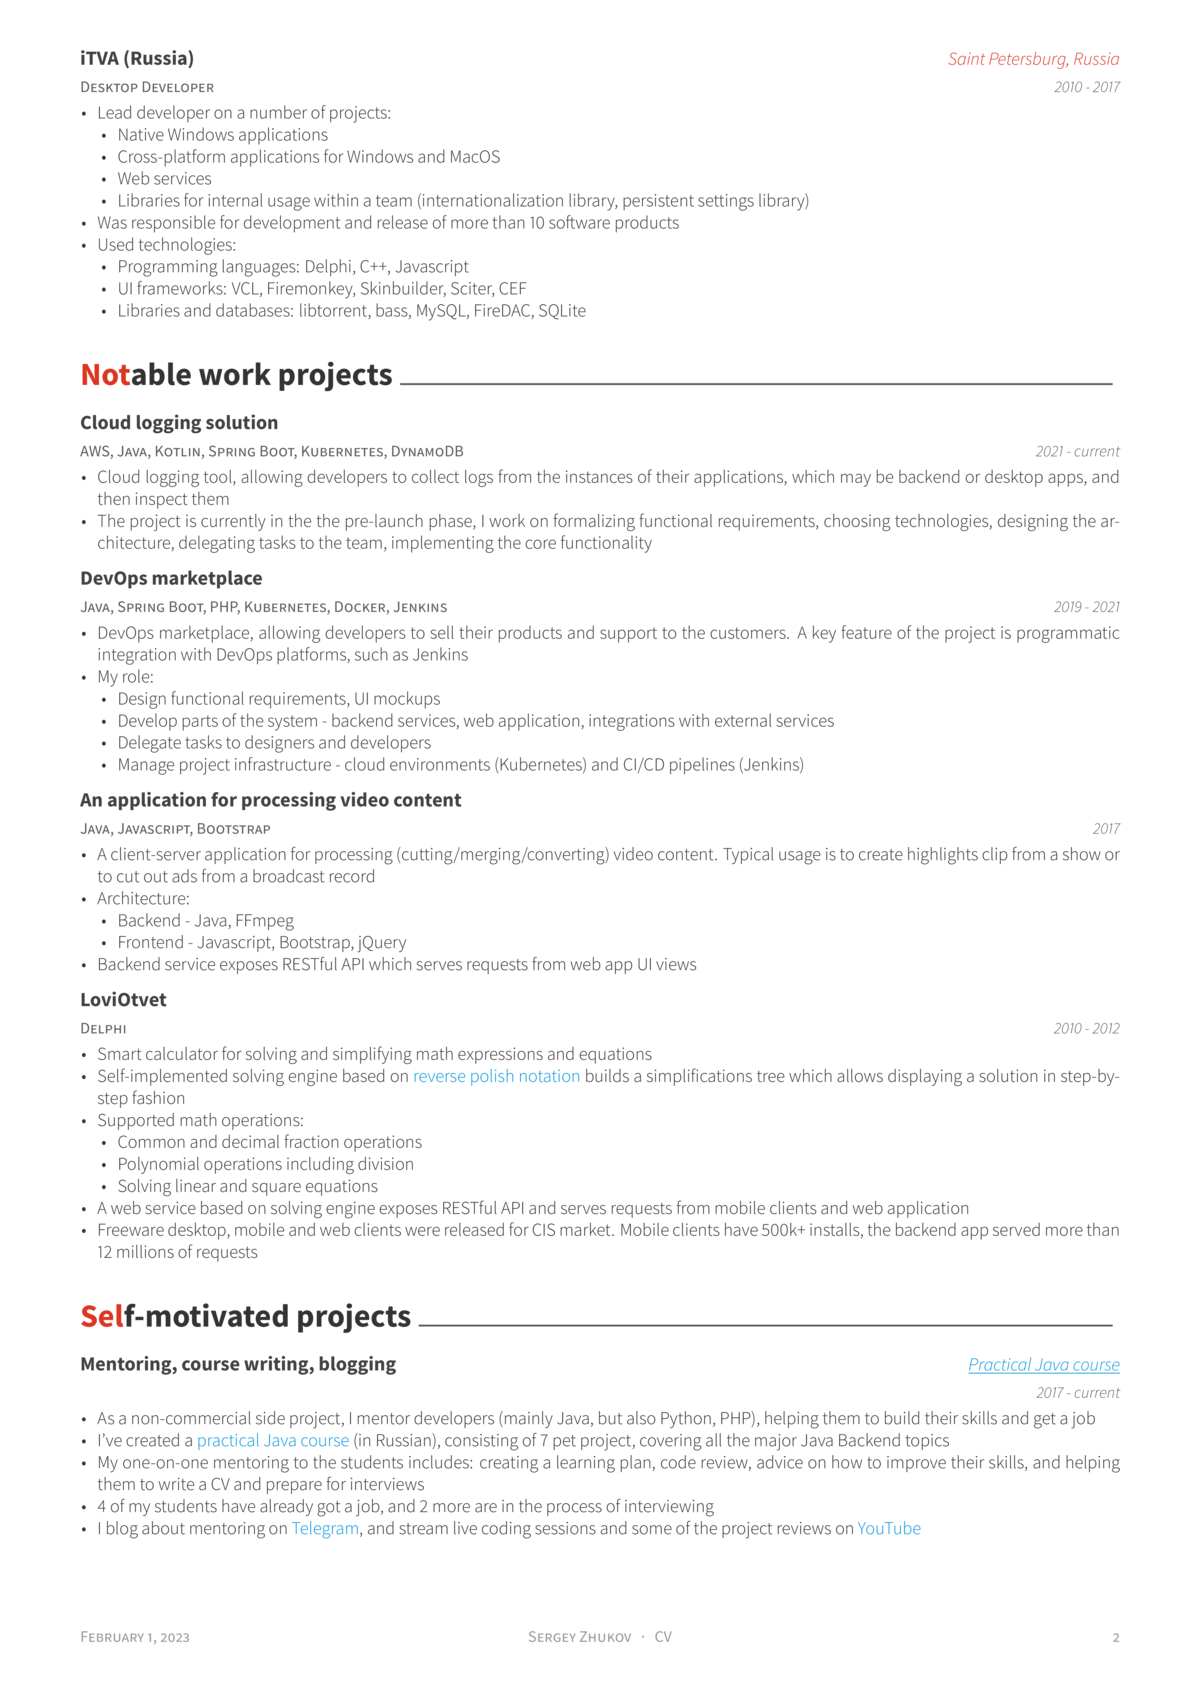 iTVA (Russia)
Saint Petersburg, Russia
Desktop Developer
2010 - 2017
• Lead developer on a number of projects:
• Native Windows applications
• Cross-platform applications for Windows and MacOS
• Web services
• Libraries for internal usage within a team (internationalization library, persistent settings library)
• Was responsible for development and release of more than 10 software products
• Used technologies:
• Programming languages: Delphi, C++, Javascript
• UI frameworks: VCL, Firemonkey, Skinbuilder, Sciter, CEF
• Libraries and databases: libtorrent, bass, MySQL, FireDAC, SQLite
Notable work projects
Cloud logging solution
AWS, Java, Kotlin, Spring Boot, Kubernetes, DynamoDB
2021 - current
• Cloud logging tool, allowing developers to collect logs from the instances of their applications, which may be backend or desktop apps, and
then inspect them
• The project is currently in the the pre-launch phase, I work on formalizing functional requirements, choosing technologies, designing the ar-
chitecture, delegating tasks to the team, implementing the core functionality
DevOps marketplace
Java, Spring Boot, PHP, Kubernetes, Docker, Jenkins
2019 - 2021
• DevOps marketplace, allowing developers to sell their products and support to the customers. A key feature of the project is programmatic
integration with DevOps platforms, such as Jenkins
• My role:
• Design functional requirements, UI mockups
• Develop parts of the system - backend services, web application, integrations with external services
• Delegate tasks to designers and developers
• Manage project infrastructure - cloud environments (Kubernetes) and CI/CD pipelines (Jenkins)
An application for processing video content
Java, Javascript, Bootstrap
2017
• A client-server application for processing (cutting/merging/converting) video content. Typical usage is to create highlights clip from a show or
to cut out ads from a broadcast record
• Architecture:
• Backend - Java, FFmpeg
• Frontend - Javascript, Bootstrap, jQuery
• Backend service exposes RESTful API which serves requests from web app UI views
LoviOtvet
Delphi
2010 - 2012
• Smart calculator for solving and simplifying math expressions and equations
• Self-implemented solving engine based on reverse polish notation builds a simplifications tree which allows displaying a solution in step-by-
step fashion
• Supported math operations:
• Common and decimal fraction operations
• Polynomial operations including division
• Solving linear and square equations
• A web service based on solving engine exposes RESTful API and serves requests from mobile clients and web application
• Freeware desktop, mobile and web clients were released for CIS market. Mobile clients have 500k+ installs, the backend app served more than
12 millions of requests
Self-motivated projects
Mentoring, course writing, blogging
Practical Java course
2017 - current
• As a non-commercial side project, I mentor developers (mainly Java, but also Python, PHP), helping them to build their skills and get a job
• I've created a practical Java course (in Russian), consisting of 7 pet project, covering all the major Java Backend topics
• My one-on-one mentoring to the students includes: creating a learning plan, code review, advice on how to improve their skills, and helping
them to write a CV and prepare for interviews
• 4 of my students have already got a job, and 2 more are in the process of interviewing
• I blog about mentoring on Telegram, and stream live coding sessions and some of the project reviews on YouTube
February 1, 2023
Sergey Zhukov · CV
2